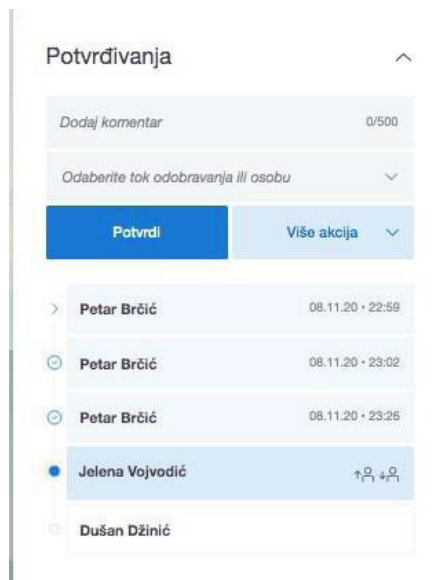 Potvrđivanja
Dodaj komentar 0/500
Odaberite tok odobravanja ili osobu
Potvrdi Više akcija
Petar Brčić 08.11.20 • 22:59
Petar Brčić 08.11.20 • 23:02
Petar Brčić 08.11.20 • 23:26
Jelena Vojvodić
Dušan Džinić